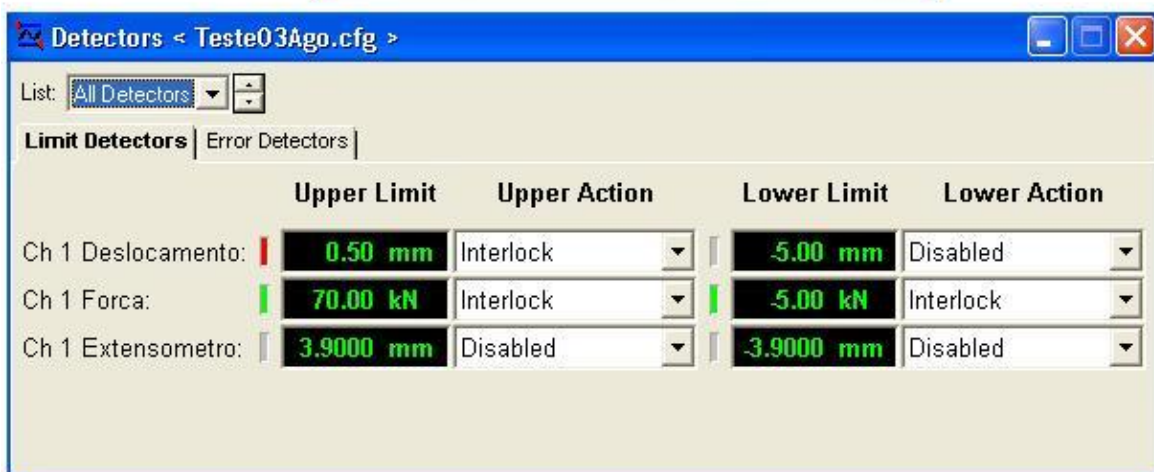 Detectors < Teste03Ago.cfg >
List: All Detectors
Limit Detectors Error Detectors
Upper Limit Upper Action Lower Limit Lower Action
Ch 1 Deslocamento: 0.50 mm Interlock -5.00 mm Disabled
Ch 1 Forca: 70.00 kN Interlock -5.00 kN Interlock
Ch 1 Extensometro: 3.9000 mm Disabled -3.9000 mm Disabled